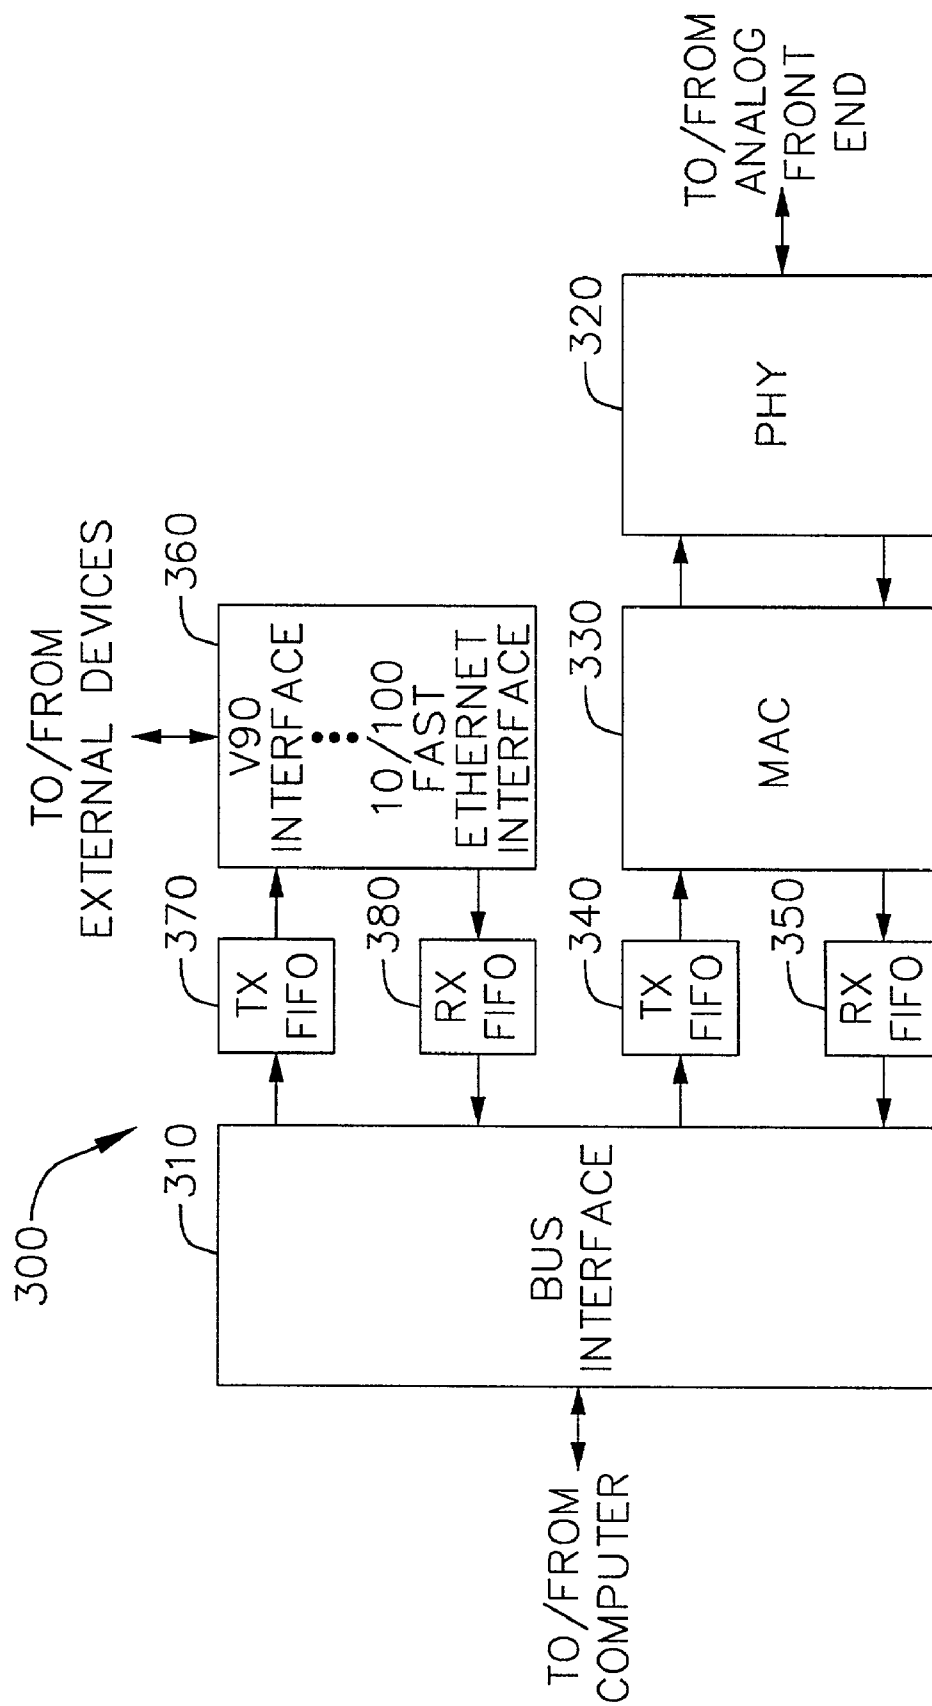 300
TO/FROM
EXTERNAL DEVICES
310
370
360
TX
FIFO
V90
INTERFACE
10/100
FAST
ETHERNET
INTERFACE
380
RX
FIFO
BUS
INTERFACE
TO/FROM
COMPUTER
340
TX
FIFO
330
MAC
320
PHY
TO/FROM
ANALOG
FRONT
END
350
RX
FIFO